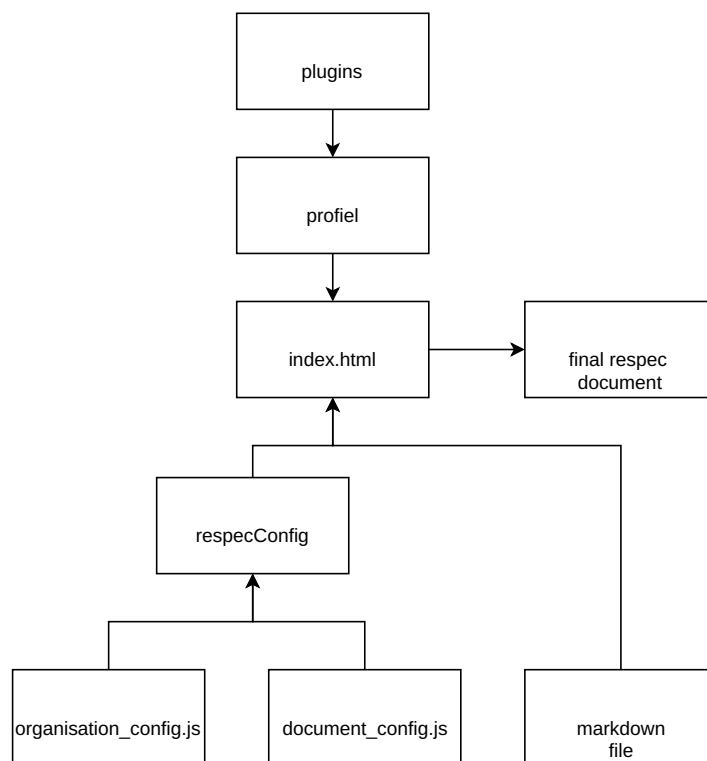 plugins
profiel
index.html
final respec
document
respecConfig
organisation_config.js
document_config.js
markdown
file